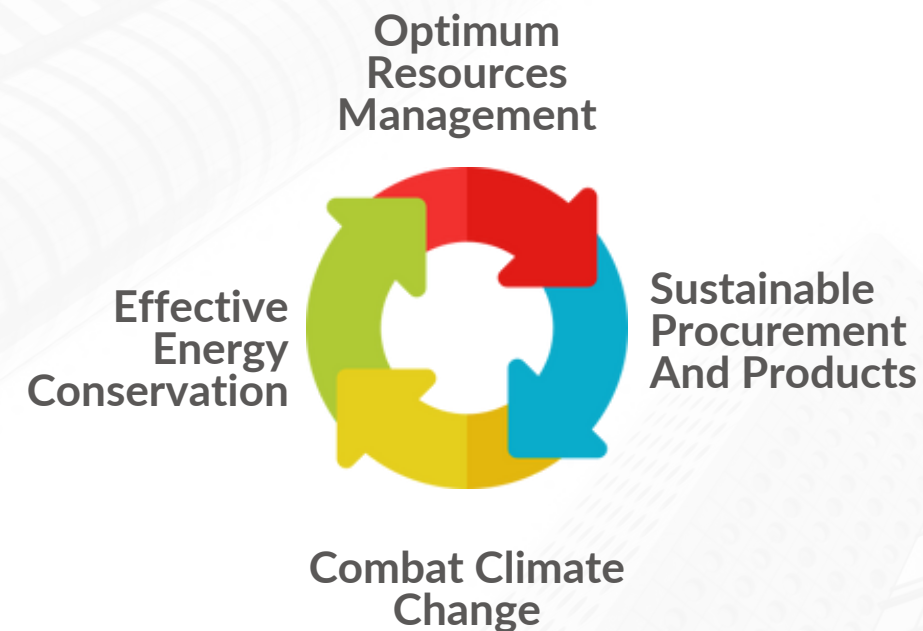 Optimum
Resources
Management
Effective
Energy
Conservation
Sustainable
Procurement
And Products
Combat Climate
Change